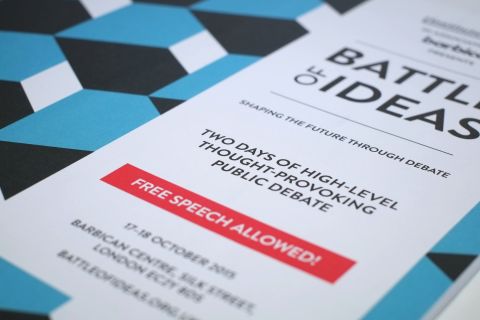 barbican
PRESENTS
BATTLE
OF
IDEAS
SHAPING THE FUTURE THROUGH DEBATE
TWO DAYS OF HIGH-LEVEL
THOUGHT-PROVOKING
PUBLIC DEBATE
FREE SPEECH ALLOWED!
17-18 OCTOBER 2015
BARBICAN CENTRE, SILK STREET,
LONDON EC2Y 8DS
BATTLEOFIDEAS.ORG.U